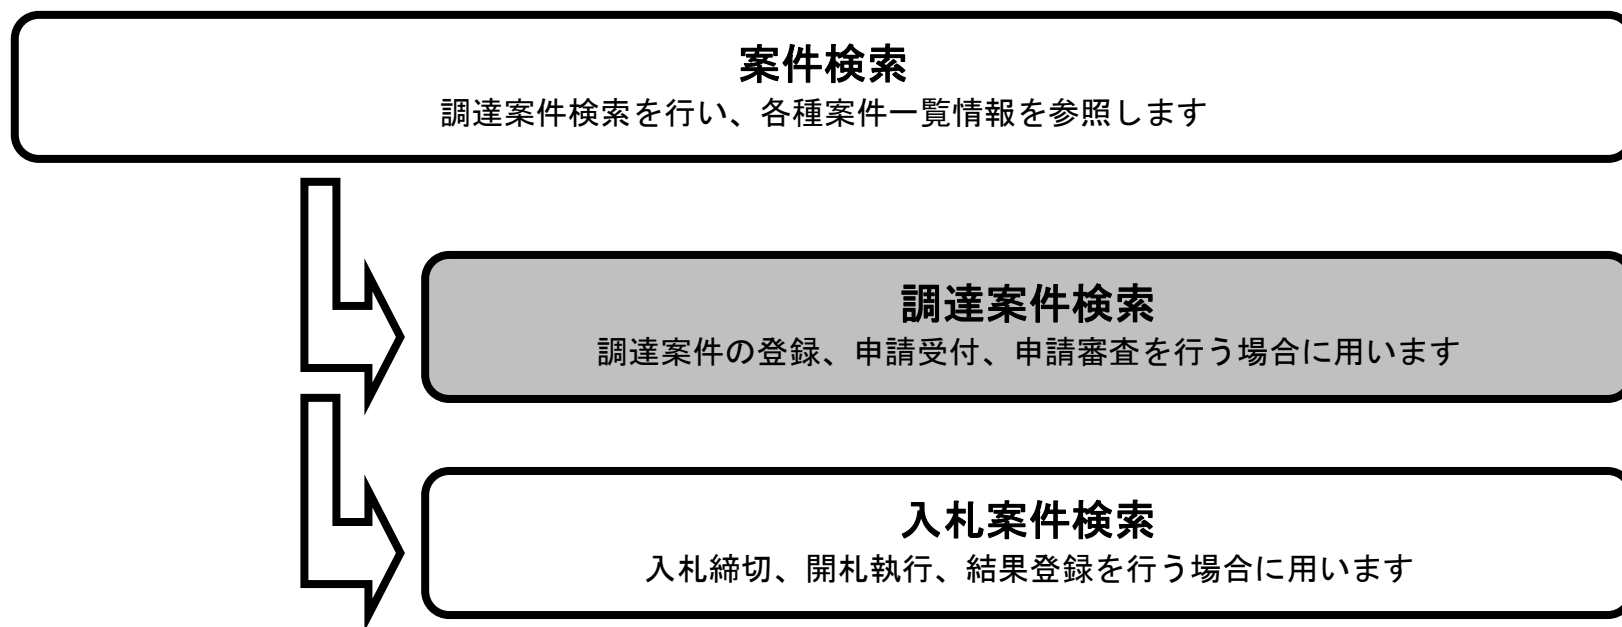 案件検索
調達案件検索を行い、各種案件一覧情報を参照します
調達案件検索
調達案件の登録、申請受付、申請審査を行う場合に用います
入札案件検索
入札締切、開札執行、結果登録を行う場合に用います